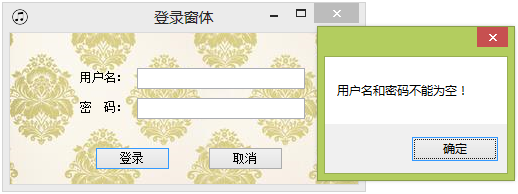 登录窗体
用户名：
密　码：
登录
取消
用户名和密码不能为空！
确定